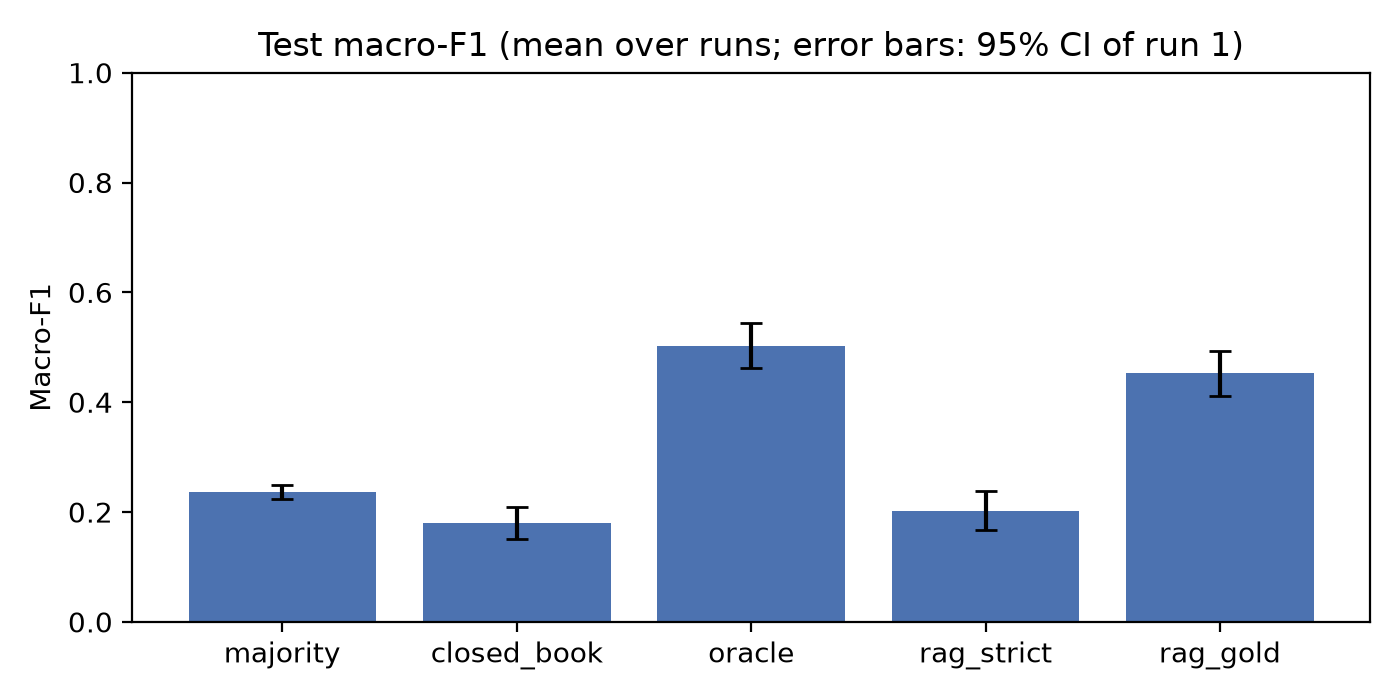 Test macro-F1 (mean over runs; error bars: 95% CI of run 1)
1.0
0.8
0.6
0.4
0.2
0.0
Macro-F1
majority
closed_book
oracle
rag_strict
rag_gold